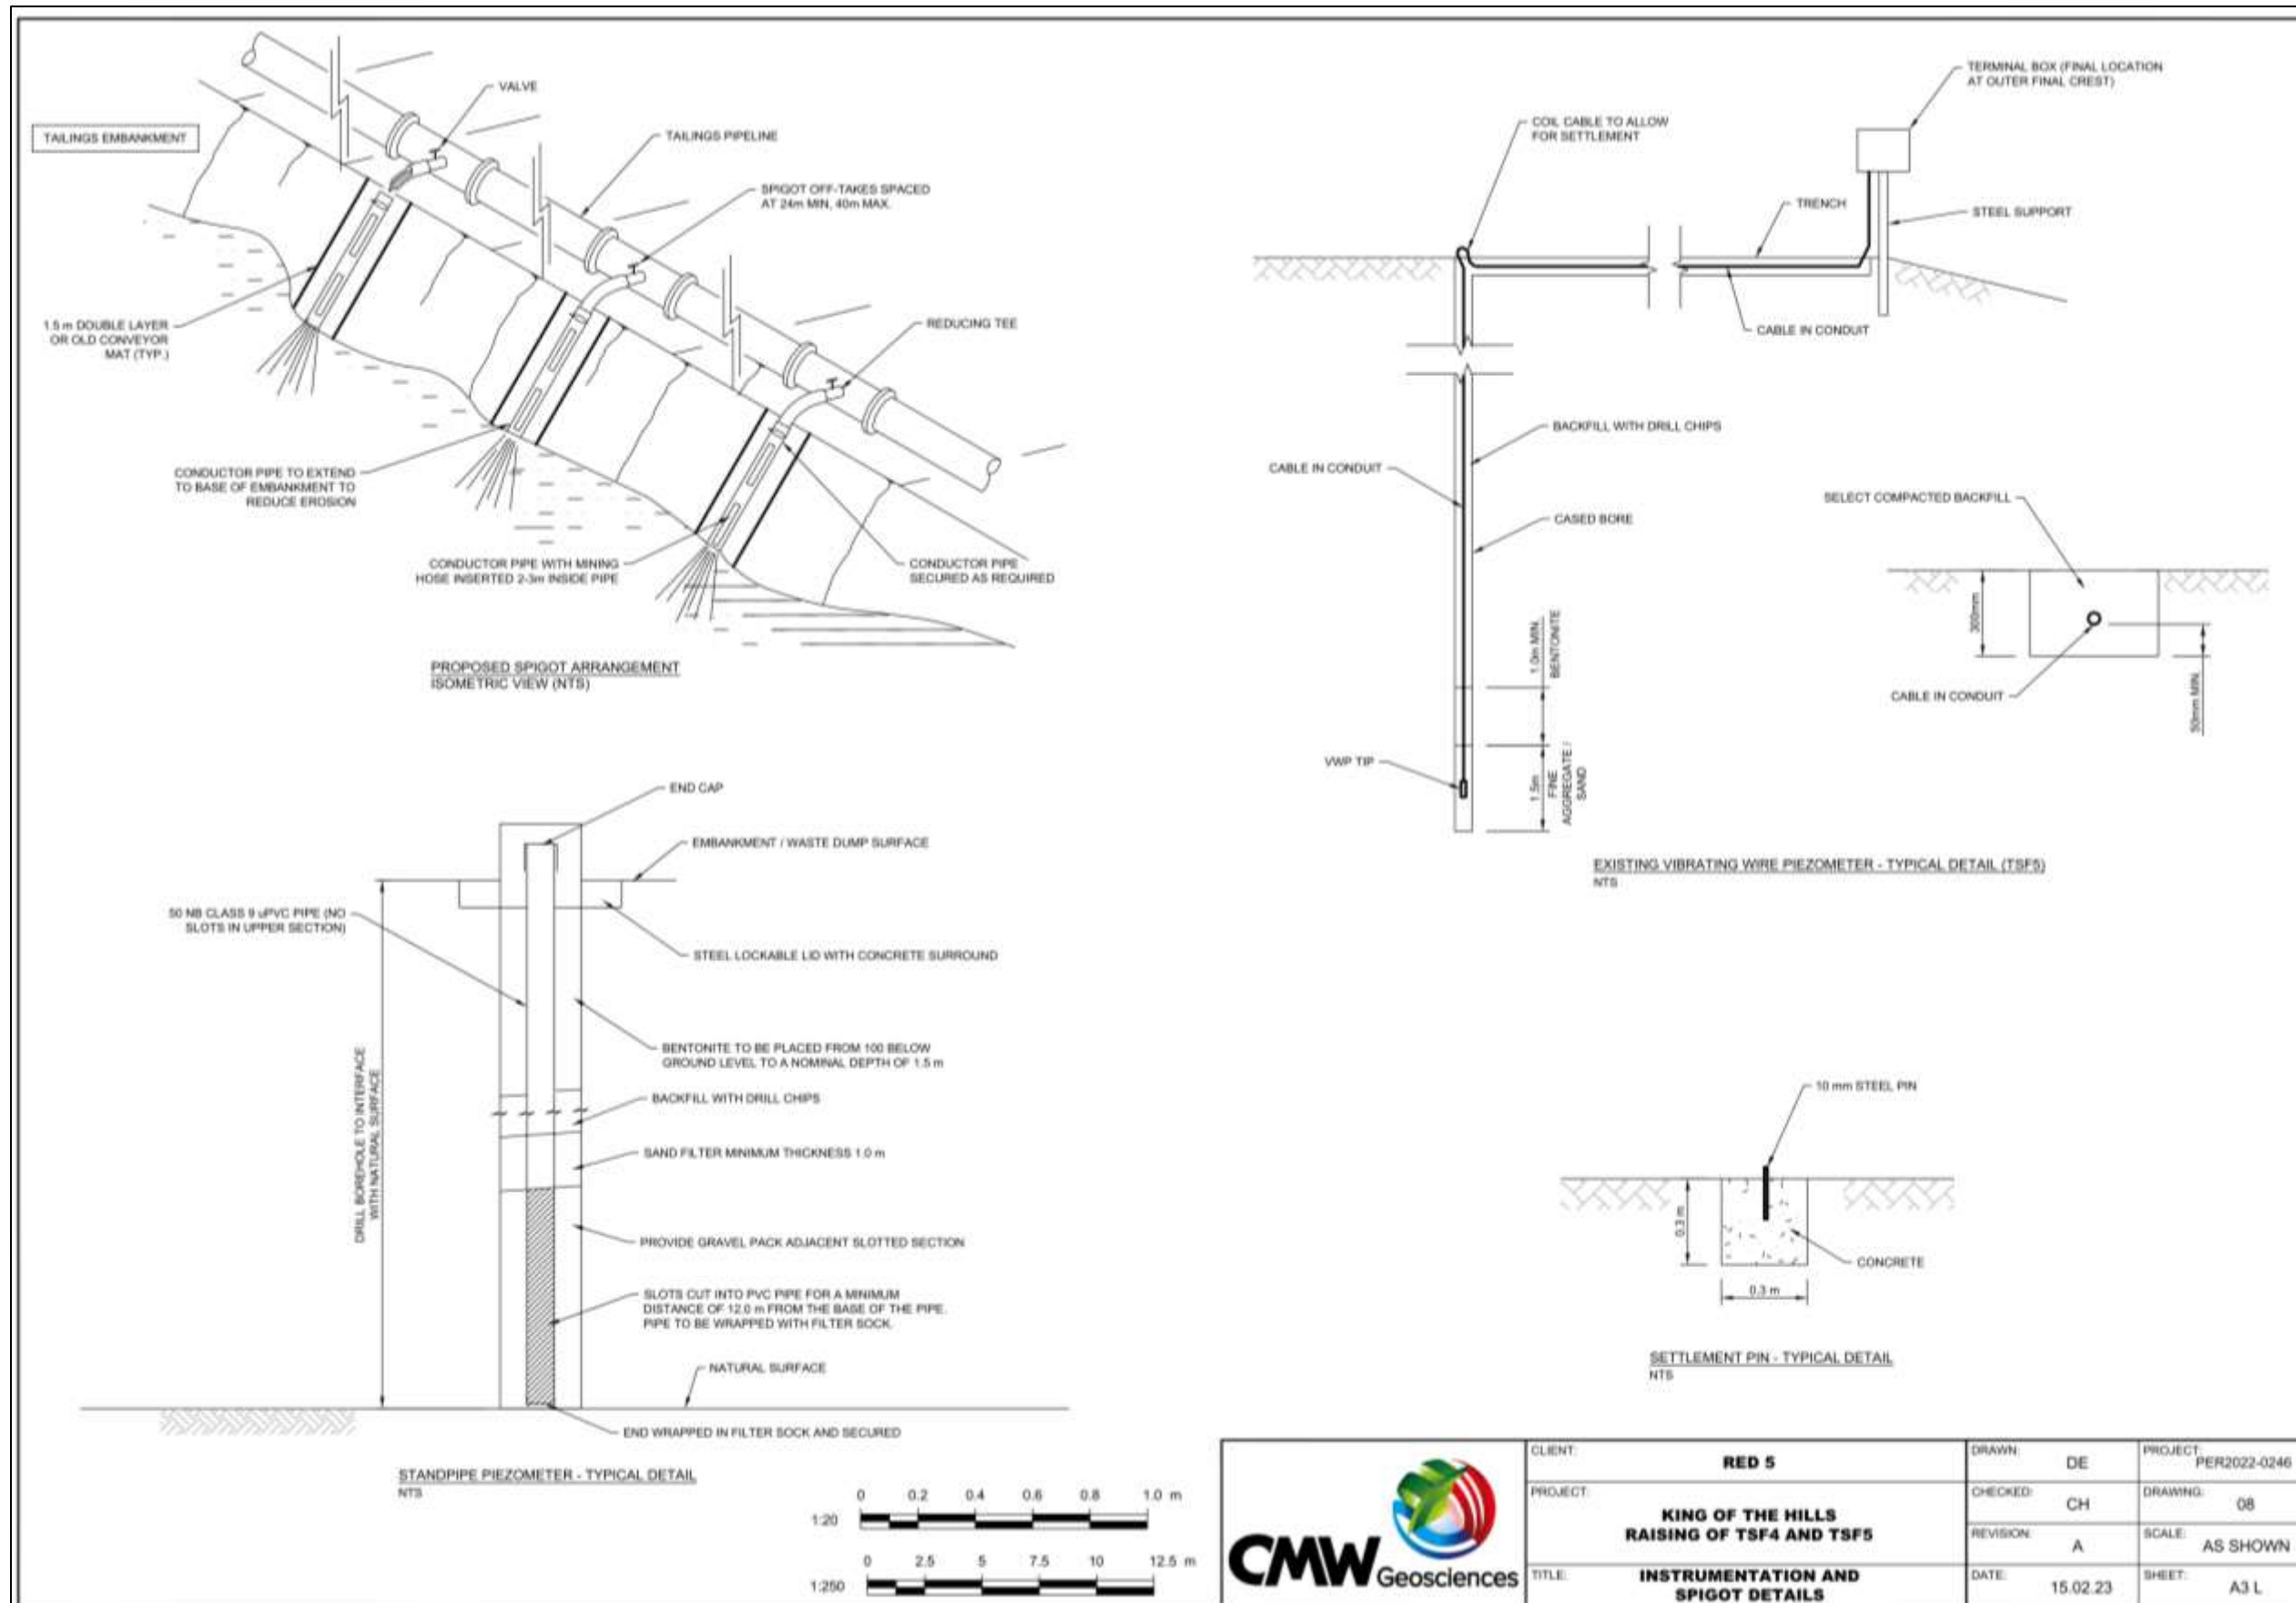 TAILINGS EMBANKMENT
VALVE
TAILINGS PIPELINE
SPIGOT OFF-TAKES SPACED
AT 24m MIN, 40m MAX.
REDUCING TEE
1.5 m DOUBLE LAYER
OR OLD CONVEYOR
MAT (TYP.)
CONDUCTOR PIPE TO EXTEND
TO BASE OF EMBANKMENT TO
REDUCE EROSION
CONDUCTOR PIPE WITH MINING
HOSE INSERTED 2-3m INSIDE PIPE
CONDUCTOR PIPE
SECURED AS REQUIRED
PROPOSED SPIGOT ARRANGEMENT
ISOMETRIC VIEW (NTS)
TERMINAL BOX (FINAL LOCATION
AT OUTER FINAL CREST)
COIL CABLE TO ALLOW
FOR SETTLEMENT
TRENCH
STEEL SUPPORT
CABLE IN CONDUIT
BACKFILL WITH DRILL CHIPS
CABLE IN CONDUIT
CASED BORE
1.0m MIN.
BENTONITE
VWP TIP
1.5m
FINE
AGGREGATE /
SAND
SELECT COMPACTED BACKFILL
300mm
CABLE IN CONDUIT
50mm MIN.
EXISTING VIBRATING WIRE PIEZOMETER - TYPICAL DETAIL (TSF5)
NTS
END CAP
EMBANKMENT / WASTE DUMP SURFACE
50 NB CLASS 9 uPVC PIPE (NO
SLOTS IN UPPER SECTION)
STEEL LOCKABLE LID WITH CONCRETE SURROUND
BENTONITE TO BE PLACED FROM 100 BELOW
GROUND LEVEL TO A NOMINAL DEPTH OF 1.5 m
BACKFILL WITH DRILL CHIPS
SAND FILTER MINIMUM THICKNESS 1.0 m
DRILL BOREHOLE TO INTERFACE
WITH NATURAL SURFACE
PROVIDE GRAVEL PACK ADJACENT SLOTTED SECTION
SLOTS CUT INTO PVC PIPE FOR A MINIMUM
DISTANCE OF 12.0 m FROM THE BASE OF THE PIPE.
PIPE TO BE WRAPPED WITH FILTER SOCK.
NATURAL SURFACE
END WRAPPED IN FILTER SOCK AND SECURED
STANDPIPE PIEZOMETER - TYPICAL DETAIL
NTS
10 mm STEEL PIN
0.3 m
CONCRETE
0.3 m
SETTLEMENT PIN - TYPICAL DETAIL
NTS
0 0.2 0.4 0.6 0.8 1.0 m
1:20
0 2.5 5 7.5 10 12.5 m
1:250
CMW Geosciences
CLIENT: RED 5
PROJECT: KING OF THE HILLS
RAISING OF TSF4 AND TSF5
TITLE: INSTRUMENTATION AND
SPIGOT DETAILS
DRAWN: DE
PROJECT: PER2022-0246
CHECKED: CH
DRAWING: 08
REVISION: A
SCALE: AS SHOWN
DATE: 15.02.23
SHEET: A3 L